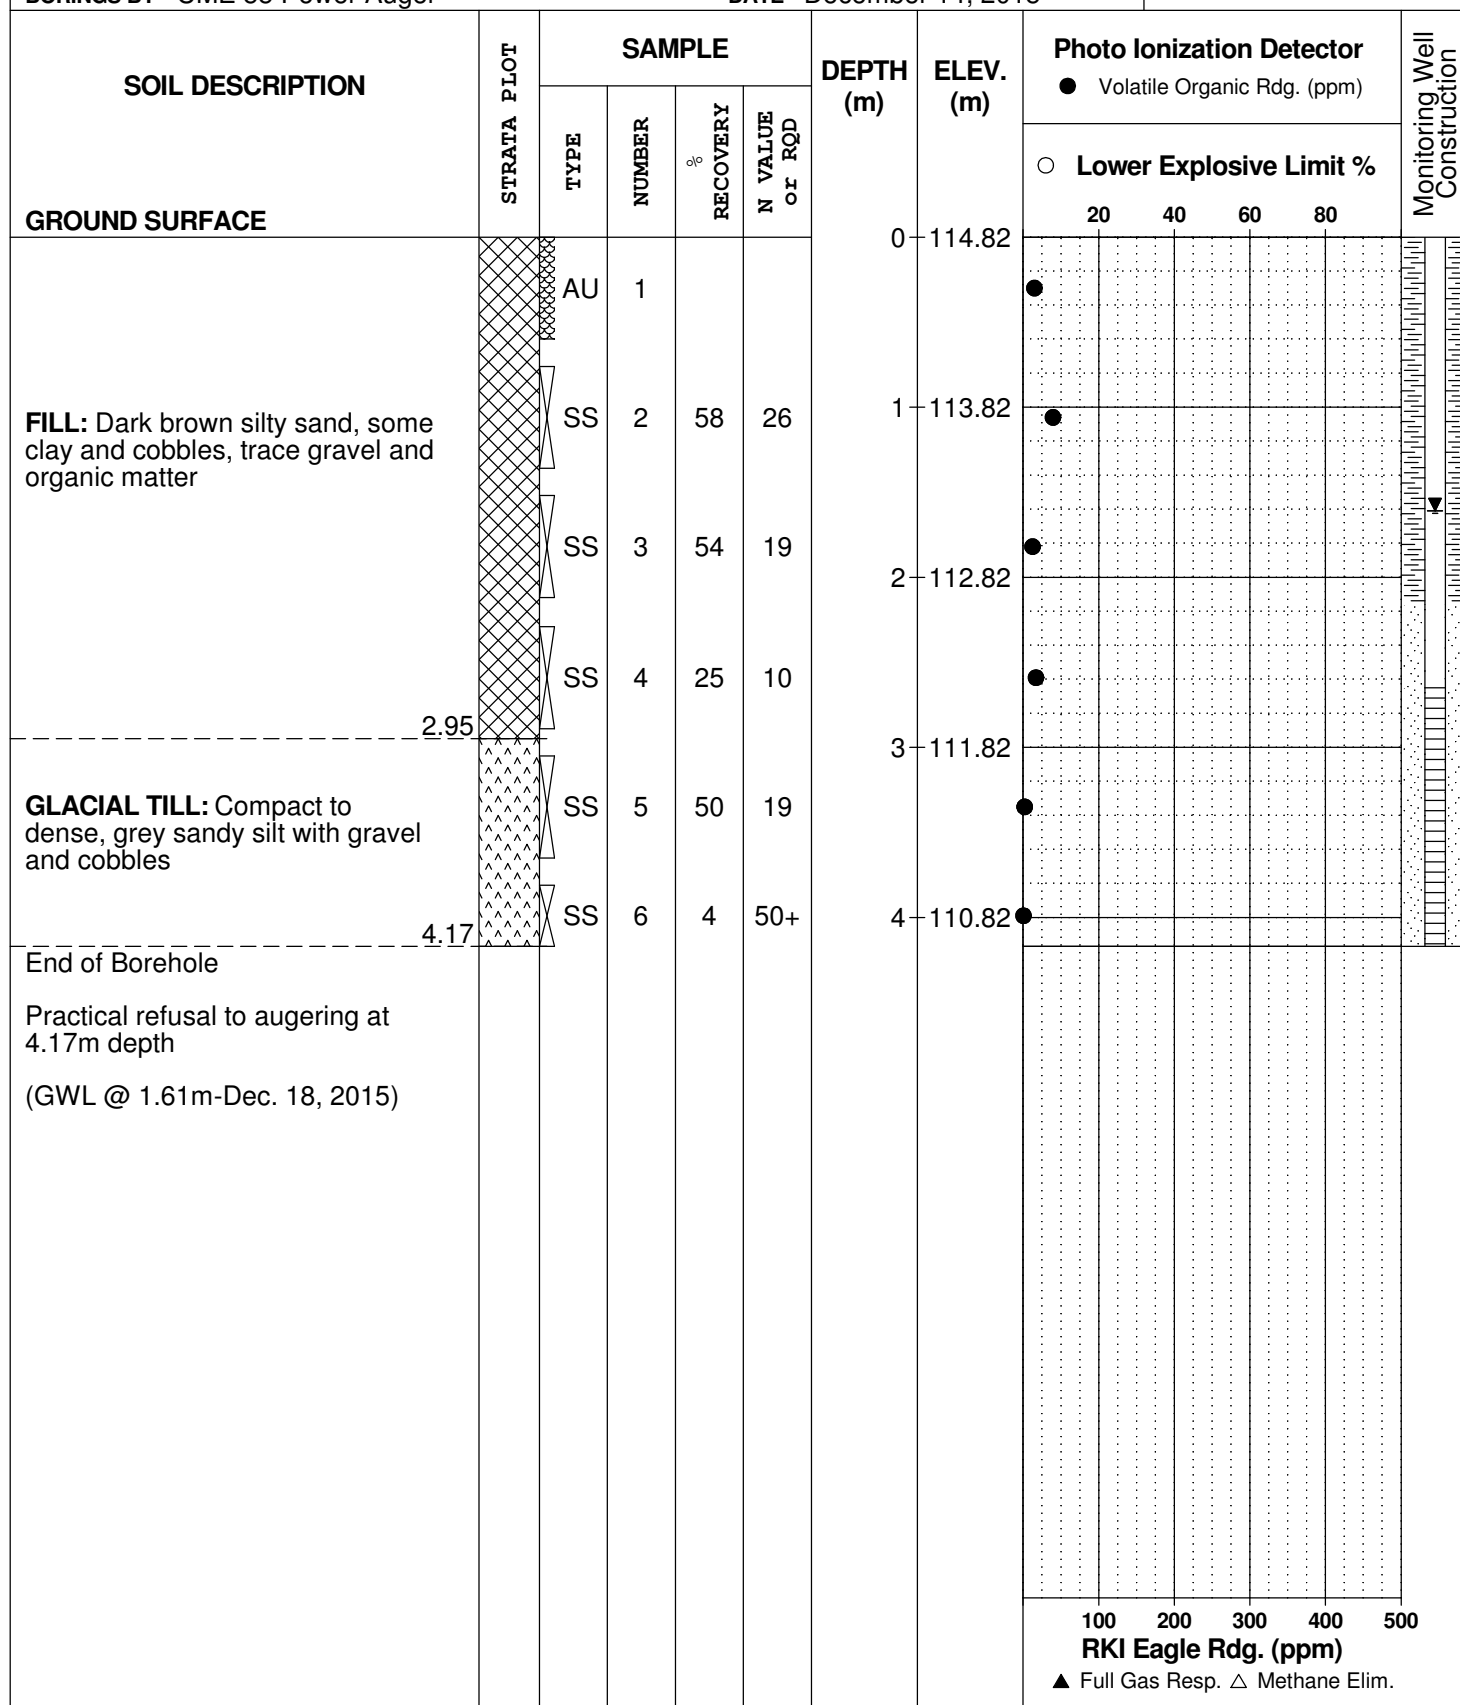 SOIL DESCRIPTION
GROUND SURFACE
STRATA PLOT
SAMPLE
TYPE
NUMBER
% RECOVERY
N VALUE or RQD
DEPTH (m)
ELEV. (m)
Photo Ionization Detector
● Volatile Organic Rdg. (ppm)
○ Lower Explosive Limit %
20 40 60 80
Monitoring Well Construction
0 114.82
AU 1
FILL: Dark brown silty sand, some
clay and cobbles, trace gravel and
organic matter
SS 2 58 26
1 113.82
SS 3 54 19
2 112.82
SS 4 25 10
2.95
3 111.82
GLACIAL TILL: Compact to
dense, grey sandy silt with gravel
and cobbles
SS 5 50 19
SS 6 4 50+
4 110.82
4.17
End of Borehole
Practical refusal to augering at
4.17m depth
(GWL @ 1.61m-Dec. 18, 2015)
100 200 300 400 500
RKI Eagle Rdg. (ppm)
▲ Full Gas Resp. △ Methane Elim.